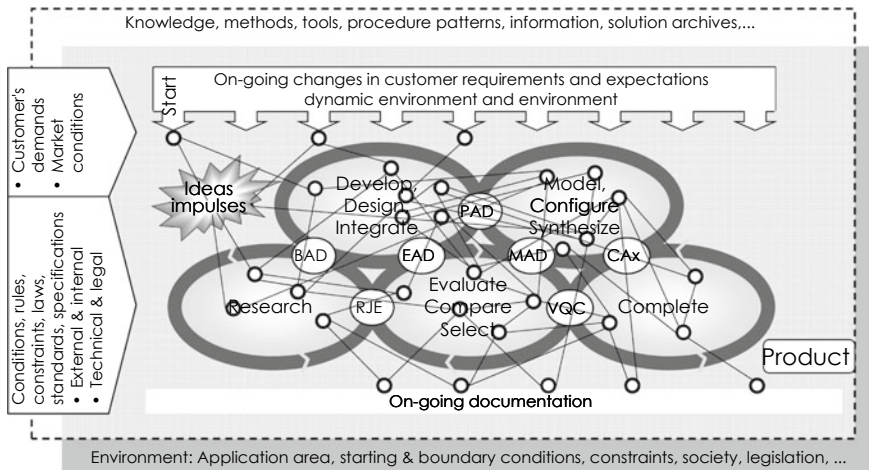 Knowledge, methods, tools, procedure patterns, information, solution archives,...
• Customer's
demands
• Market
conditions
Start
On-going changes in customer requirements and expectations
dynamic environment and environment
Ideas
impulses
Develop,
Design,
Integrate
PAD
Model,
Configure
Synthesize
BAD
EAD
MAD
CAx
Conditions, rules,
constraints, laws,
standards, specifications
• External & internal
• Technical & legal
Research
RJE
Evaluate
Compare
Select
VQC
Complete
Product
On-going documentation
Environment: Application area, starting & boundary conditions, constraints, society, legislation, ...